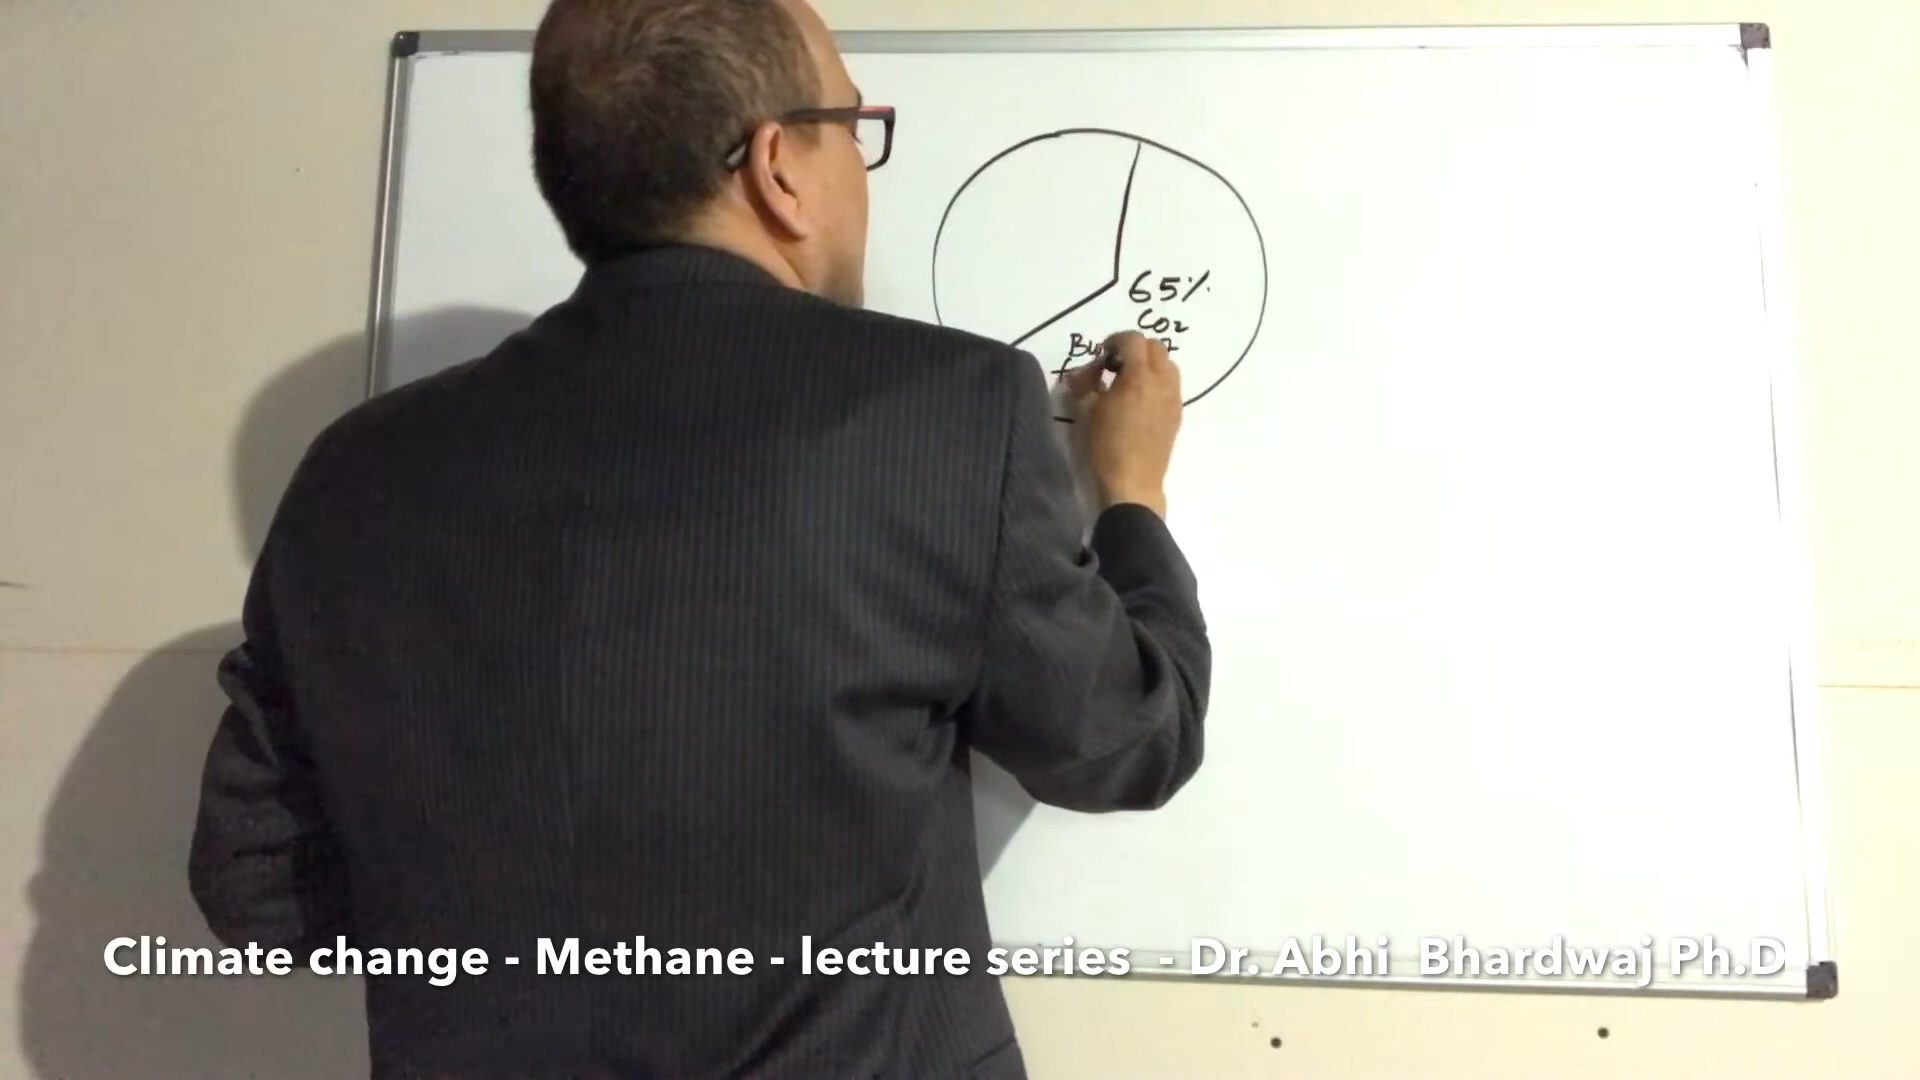 65%
CO2
Climate change - Methane - lecture series - Dr. Abhi Bhardwaj Ph.D